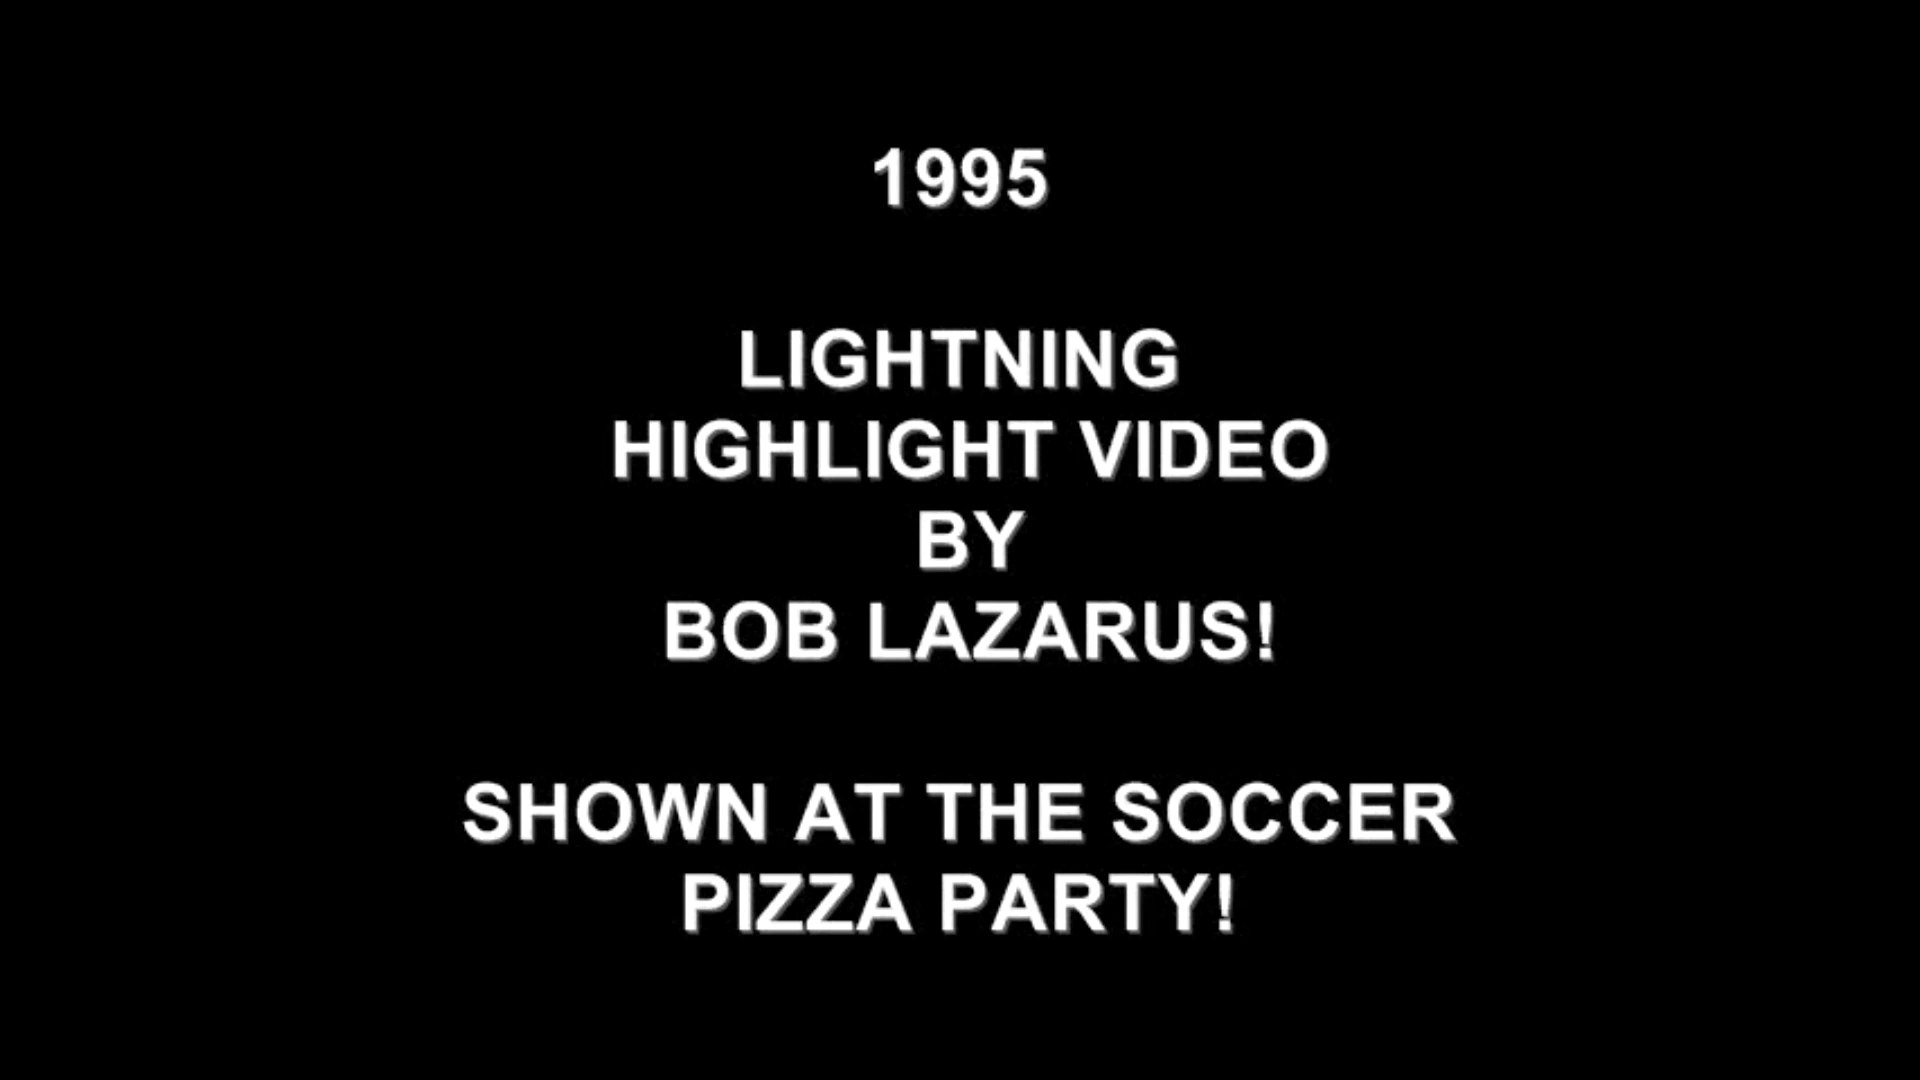 1995
LIGHTNING
HIGHLIGHT VIDEO
BY
BOB LAZARUS!
SHOWN AT THE SOCCER
PIZZA PARTY!